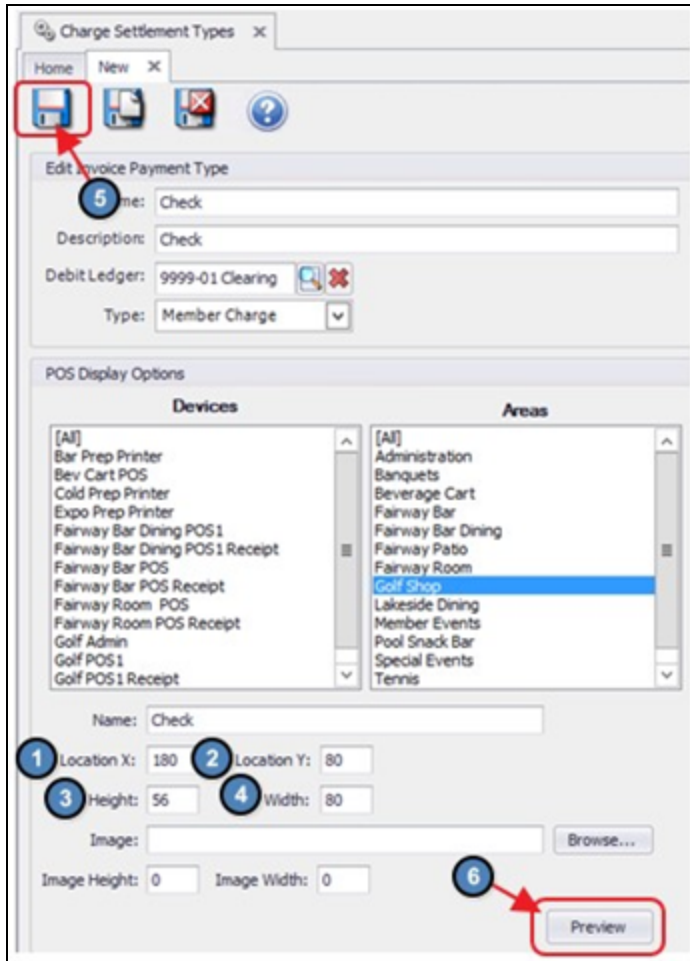 Charge Settlement Types
Home New
Edit Invoice Payment Type
5
me: Check
Description: Check
Debit Ledger: 9999-01 Clearing
Type: Member Charge
POS Display Options
Devices
[All]
Bar Prep Printer
Bev Cart POS
Cold Prep Printer
Expo Prep Printer
Fairway Bar Dining POS1
Fairway Bar Dining POS1 Receipt
Fairway Bar POS
Fairway Bar POS Receipt
Fairway Room POS
Fairway Room POS Receipt
Golf Admin
Golf POS1
Golf POS1 Receipt
Areas
[All]
Administration
Banquets
Beverage Cart
Fairway Bar
Fairway Bar Dining
Fairway Patio
Fairway Room
Golf Shop
Lakeside Dining
Member Events
Pool Snack Bar
Special Events
Tennis
Name: Check
1 Location X: 180 2 Location Y: 80
3 Height: 56 4 Width: 80
Image: Browse...
Image Height: 0 Image Width: 0
6
Preview